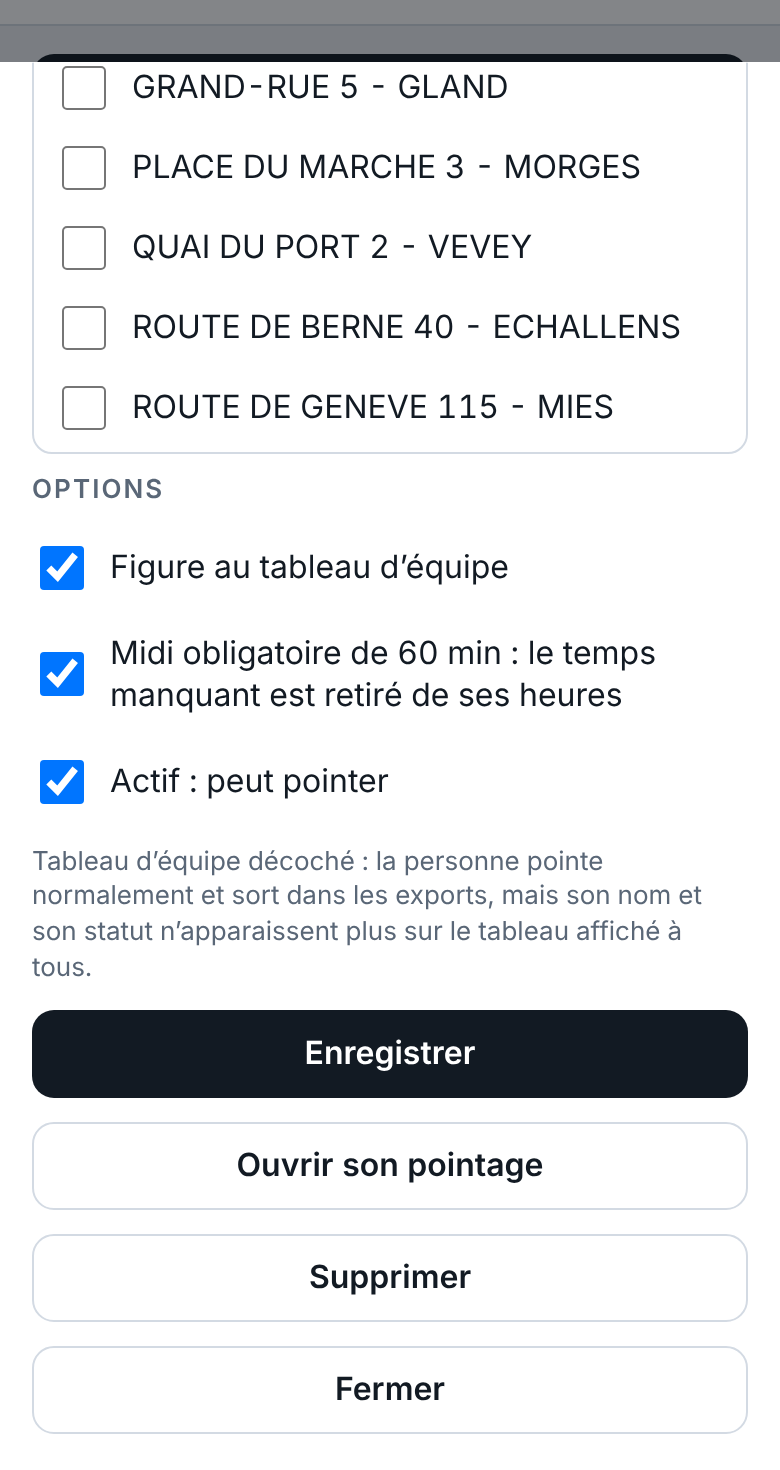 GRAND-RUE 5 - GLAND
PLACE DU MARCHE 3 - MORGES
QUAI DU PORT 2 - VEVEY
ROUTE DE BERNE 40 - ECHALLENS
ROUTE DE GENEVE 115 - MIES
OPTIONS
Figure au tableau d’équipe
Midi obligatoire de 60 min : le temps
manquant est retiré de ses heures
Actif : peut pointer
Tableau d’équipe décoché : la personne pointe
normalement et sort dans les exports, mais son nom et
son statut n’apparaissent plus sur le tableau affiché à
tous.
Enregistrer
Ouvrir son pointage
Supprimer
Fermer